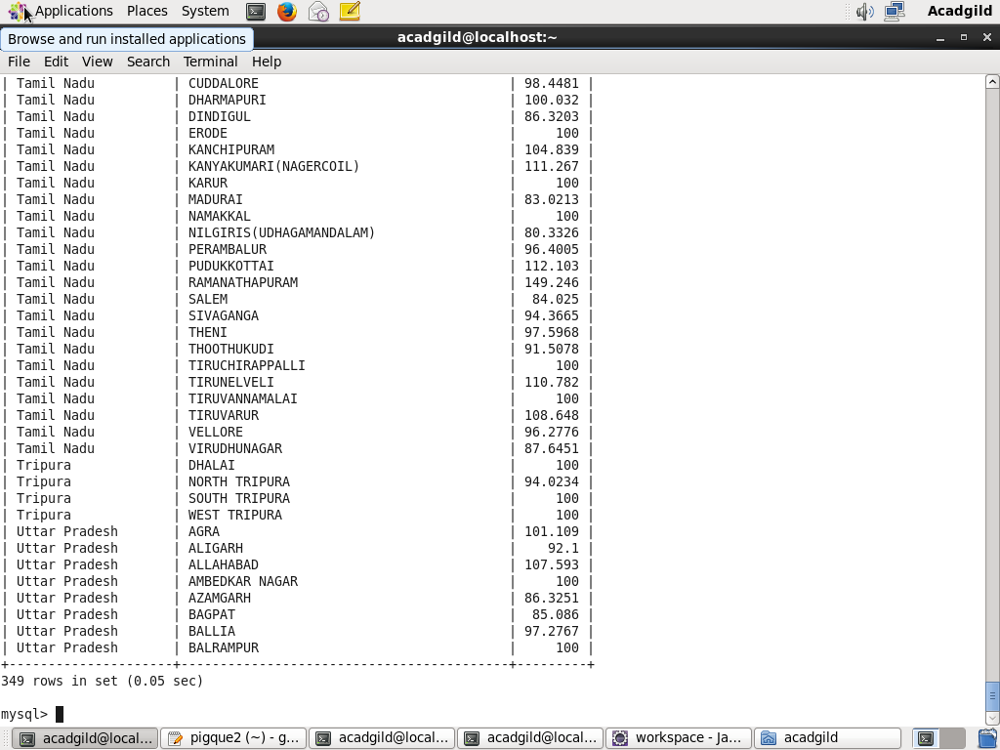 Applications Places System Acadgild
Browse and run installed applications
acadgild@localhost:~
File Edit View Search Terminal Help
| Tamil Nadu | CUDDALORE | 98.4481 |
| Tamil Nadu | DHARMAPURI | 100.032 |
| Tamil Nadu | DINDIGUL | 86.3203 |
| Tamil Nadu | ERODE | 100 |
| Tamil Nadu | KANCHIPURAM | 104.839 |
| Tamil Nadu | KANYAKUMARI(NAGERCOIL) | 111.267 |
| Tamil Nadu | KARUR | 100 |
| Tamil Nadu | MADURAI | 83.0213 |
| Tamil Nadu | NAMAKKAL | 100 |
| Tamil Nadu | NILGIRIS(UDHAGAMANDALAM) | 80.3326 |
| Tamil Nadu | PERAMBALUR | 96.4005 |
| Tamil Nadu | PUDUKKOTTAI | 112.103 |
| Tamil Nadu | RAMANATHAPURAM | 149.246 |
| Tamil Nadu | SALEM | 84.025 |
| Tamil Nadu | SIVAGANGA | 94.3665 |
| Tamil Nadu | THENI | 97.5968 |
| Tamil Nadu | THOOTHUKUDI | 91.5078 |
| Tamil Nadu | TIRUCHIRAPPALLI | 100 |
| Tamil Nadu | TIRUNELVELI | 110.782 |
| Tamil Nadu | TIRUVANNAMALAI | 100 |
| Tamil Nadu | TIRUVARUR | 108.648 |
| Tamil Nadu | VELLORE | 96.2776 |
| Tamil Nadu | VIRUDHUNAGAR | 87.6451 |
| Tripura | DHALAI | 100 |
| Tripura | NORTH TRIPURA | 94.0234 |
| Tripura | SOUTH TRIPURA | 100 |
| Tripura | WEST TRIPURA | 100 |
| Uttar Pradesh | AGRA | 101.109 |
| Uttar Pradesh | ALIGARH | 92.1 |
| Uttar Pradesh | ALLAHABAD | 107.593 |
| Uttar Pradesh | AMBEDKAR NAGAR | 100 |
| Uttar Pradesh | AZAMGARH | 86.3251 |
| Uttar Pradesh | BAGPAT | 85.086 |
| Uttar Pradesh | BALLIA | 97.2767 |
| Uttar Pradesh | BALRAMPUR | 100 |
+---------------------+------------------------------------------+---------+
349 rows in set (0.05 sec)
mysql>
acadgild@local... pigque2 (~) - g... acadgild@local... acadgild@local... workspace - Ja... acadgild